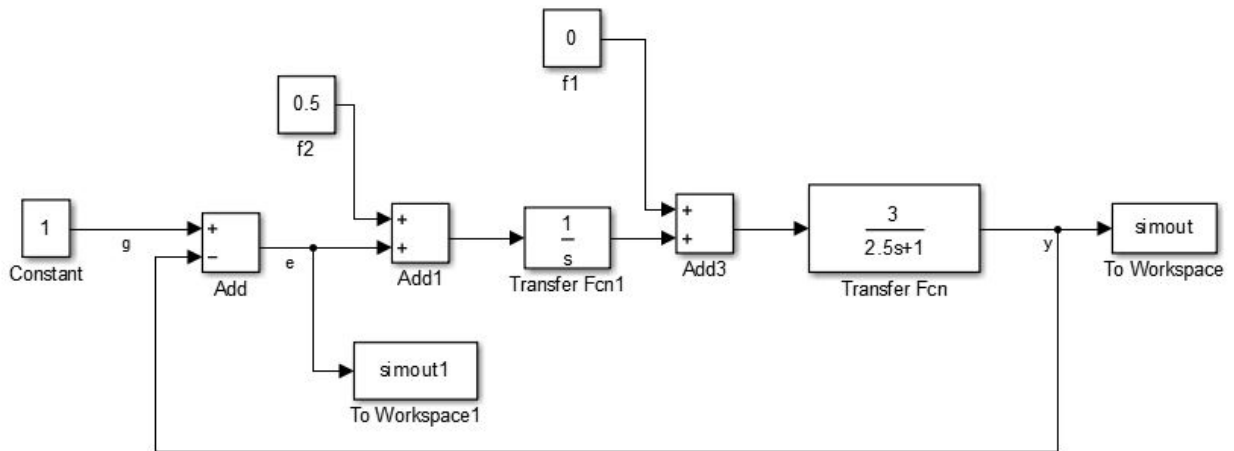 0
f1
0.5
f2
1
Constant
g
+
−
Add
e
+
+
Add1
1
s
Transfer Fcn1
+
+
Add3
3
2.5s+1
Transfer Fcn
y
simout
To Workspace
simout1
To Workspace1